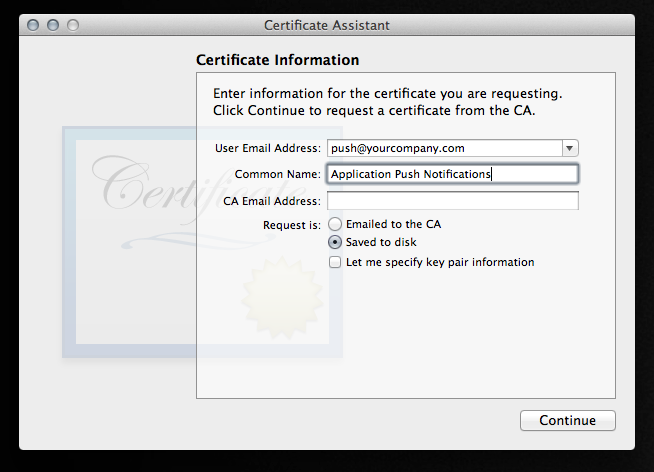 Certificate Assistant
Certificate Information
Enter information for the certificate you are requesting.
Click Continue to request a certificate from the CA.
User Email Address: push@yourcompany.com
Common Name: Application Push Notifications
CA Email Address:
Request is: Emailed to the CA
Saved to disk
Let me specify key pair information
Certificate
Continue